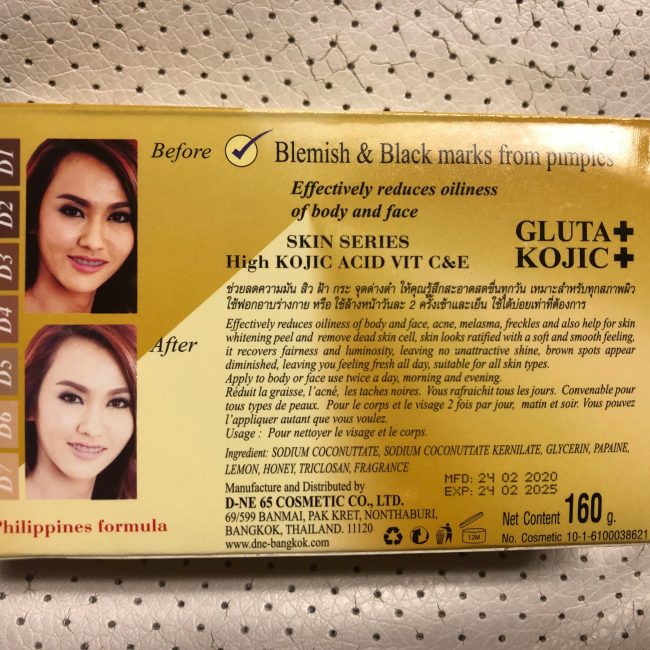 D1
D2
D3
D4
D5
D6
D7
Before
After
Philippines formula
Blemish & Black marks from pimples
Effectively reduces oiliness
of body and face
SKIN SERIES
High KOJIC ACID VIT C&E
GLUTA+
KOJIC+
ช่วยลดความมัน สิว ฝ้า กระ จุดด่างดำ ให้คุณรู้สึกสะอาดสดชื่นทุกวัน เหมาะสำหรับทุกสภาพผิว
ใช้ฟอกอาบร่างกาย หรือ ใช้ล้างหน้าวันละ 2 ครั้งเช้าและเย็น ใช้ได้บ่อยเท่าที่ต้องการ
Effectively reduces oiliness of body and face, acne, melasma, freckles and also help for skin
whitening peel and remove dead skin cell, skin looks ratified with a soft and smooth feeling,
it recovers fairness and luminosity, leaving no unattractive shine, brown spots appear
diminished, leaving you feeling fresh all day, suitable for all skin types.
Apply to body or face use twice a day, morning and evening.
Réduit la graisse, l'acné, les taches noires. Vous rafraichit tous les jours. Convenable pour
tous types de peaux. Pour le corps et le visage 2 fois par jour, matin et soir. Vous pouvez
l'appliquer autant que vous voulez.
Usage : Pour nettoyer le visage et le corps.
Ingredient: SODIUM COCONUTTATE, SODIUM COCONUTTATE KERNILATE, GLYCERIN, PAPAINE,
LEMON, HONEY, TRICLOSAN, FRAGRANCE
Manufacture and Distributed by
D-NE 65 COSMETIC CO., LTD.
69/599 BANMAI, PAK KRET, NONTHABURI,
BANGKOK, THAILAND. 11120
www.dne-bangkok.com
MFD: 24 02 2020
EXP: 24 02 2025
12M
CE
Net Content 160 g.
No. Cosmetic 10-1-6100038621